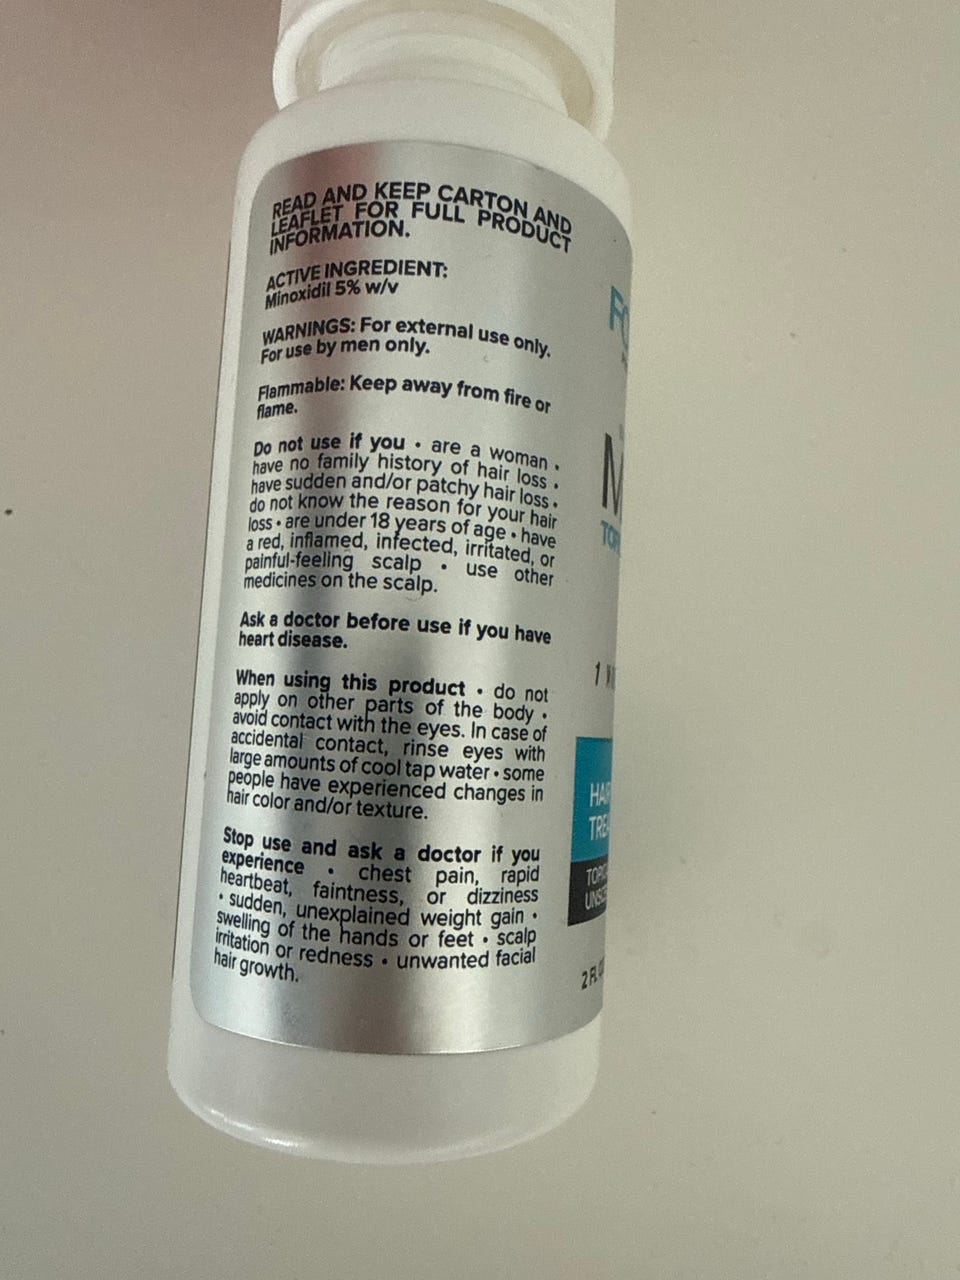 READ AND KEEP CARTON AND
LEAFLET FOR FULL PRODUCT
INFORMATION.
ACTIVE INGREDIENT:
Minoxidil 5% w/v
WARNINGS: For external use only.
For use by men only.
Flammable: Keep away from fire or
flame.
Do not use if you • are a woman •
have no family history of hair loss •
have sudden and/or patchy hair loss •
do not know the reason for your hair
loss • are under 18 years of age • have
a red, inflamed, infected, irritated, or
painful-feeling scalp • use other
medicines on the scalp.
Ask a doctor before use if you have
heart disease.
When using this product • do not
apply on other parts of the body •
avoid contact with the eyes. In case of
accidental contact, rinse eyes with
large amounts of cool tap water • some
people have experienced changes in
hair color and/or texture.
Stop use and ask a doctor if you
experience • chest pain, rapid
heartbeat, faintness, or dizziness
• sudden, unexplained weight gain •
swelling of the hands or feet • scalp
irritation or redness • unwanted facial
hair growth.
1
2 FL